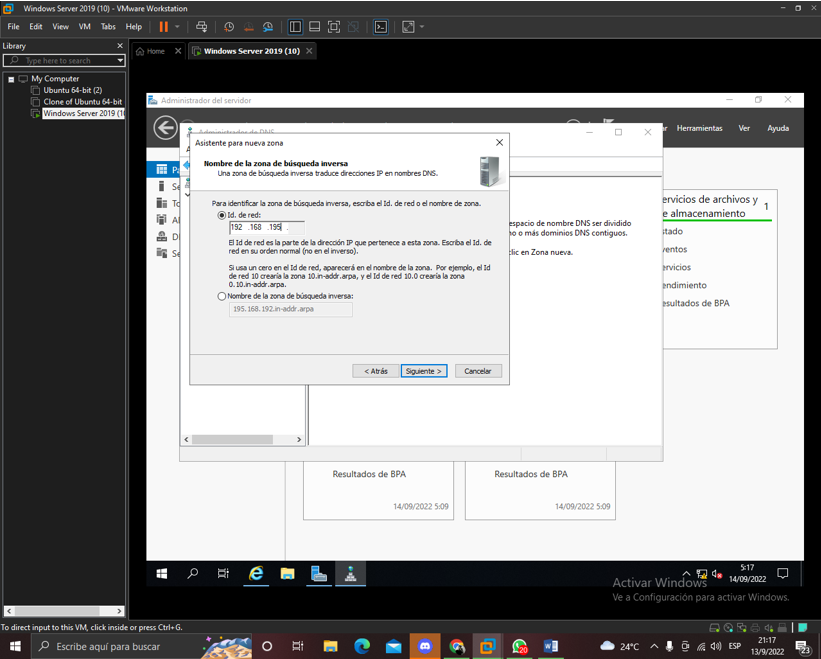 Windows Server 2019 (10) - VMware Workstation
File Edit View VM Tabs Help
Library
Type here to search
My Computer
Ubuntu 64-bit (2)
Clone of Ubuntu 64-bit
Windows Server 2019 (10
Home
Windows Server 2019 (10)
Administrador del servidor
Administrador de DNS
Herramientas Ver Ayuda
Asistente para nueva zona
Nombre de la zona de búsqueda inversa
Una zona de búsqueda inversa traduce direcciones IP en nombres DNS.
Para identificar la zona de búsqueda inversa, escriba el Id. de red o el nombre de zona.
Id. de red:
192 .168 .195 .
El Id de red es la parte de la dirección IP que pertenece a esta zona. Escriba el Id. de
red en su orden normal (no en el inverso).
Si usa un cero en el Id de red, aparecerá en el nombre de la zona. Por ejemplo, el Id
de red 10 crearía la zona 10.in-addr.arpa, y el Id de red 10.0 crearía la zona
0.10.in-addr.arpa.
Nombre de la zona de búsqueda inversa:
195.168.192.in-addr.arpa
< Atrás Siguiente > Cancelar
espacio de nombre DNS ser dividido
no o más dominios DNS contiguos.
clic en Zona nueva.
ervicios de archivos y
e almacenamiento 1
stado
ventos
ervicios
endimiento
esultados de BPA
Resultados de BPA
14/09/2022 5:09
Resultados de BPA
14/09/2022 5:09
5:17
14/09/2022
Activar Windows
Ve a Configuración para activar Windows.
To direct input to this VM, click inside or press Ctrl+G.
Escribe aquí para buscar
20
24°C
ESP
21:17
13/9/2022
23